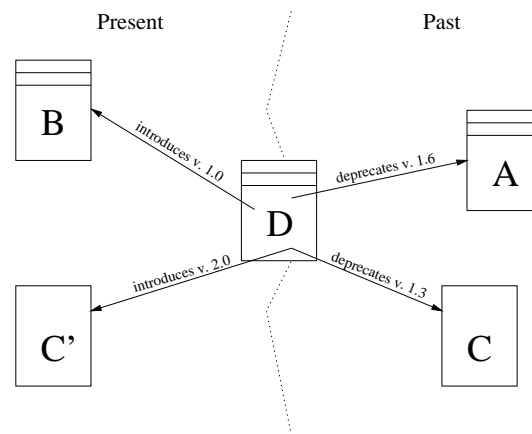 Present
Past
B
introduces v. 1.0
deprecates v. 1.6
A
D
introduces v. 2.0
deprecates v. 1.3
C’
C